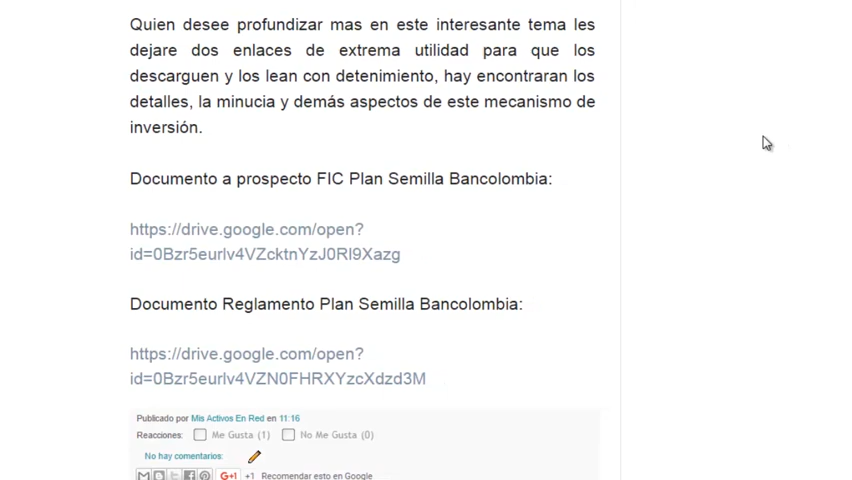 Quien desee profundizar mas en este interesante tema les
dejare dos enlaces de extrema utilidad para que los
descarguen y los lean con detenimiento, hay encontraran los
detalles, la minucia y demás aspectos de este mecanismo de
inversión.
Documento a prospecto FIC Plan Semilla Bancolombia:
https://drive.google.com/open?
id=0Bzr5eurlv4VZcktnYzJ0Rl9Xazg
Documento Reglamento Plan Semilla Bancolombia:
https://drive.google.com/open?
id=0Bzr5eurlv4VZN0FHRXYzcXdzd3M
Publicado por Mis Activos En Red en 11:16
Reacciones: Me Gusta (1) No Me Gusta (0)
No hay comentarios:
G+1 +1 Recomendar esto en Google